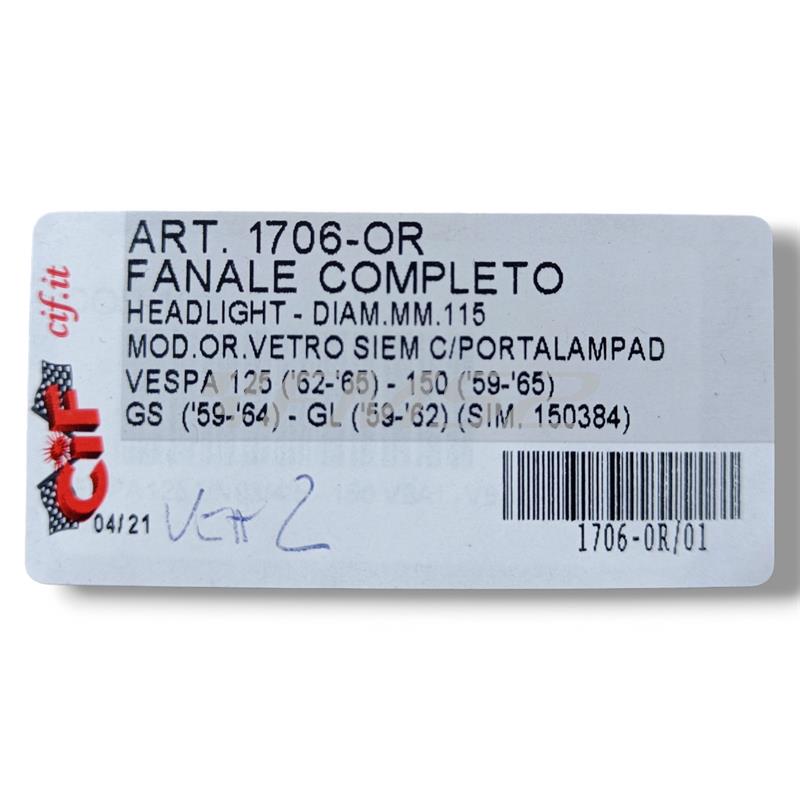 ART. 1706-OR
FANALE COMPLETO
HEADLIGHT - DIAM.MM.115
MOD.OR.VETRO SIEM C/PORTALAMPAD
VESPA 125 ('62-'65) - 150 ('59-'65)
GS ('59-'64) - GL ('59-'62) (SIM. 150384)
cif.it
CIF
04/21
1706-OR/01